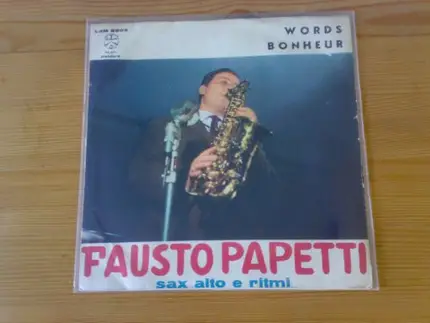 WORDS
BONHEUR
FAUSTO PAPETTI
sax alto e ritmi